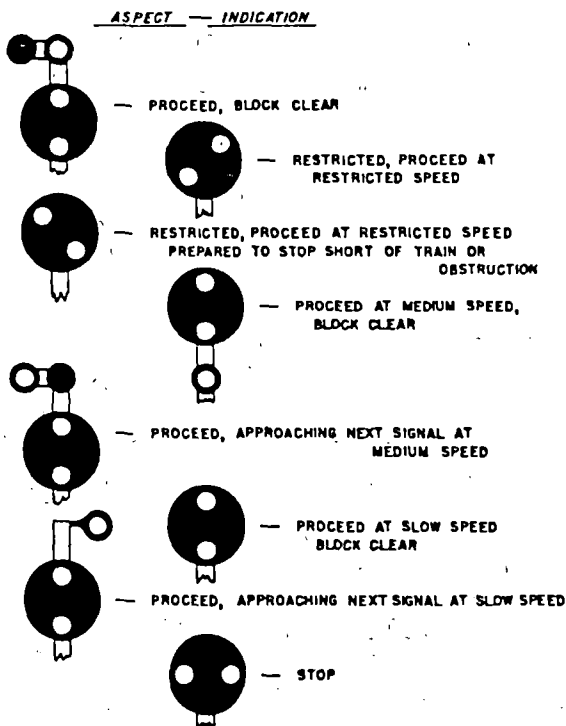 ASPECT — INDICATION
— PROCEED, BLOCK CLEAR
— RESTRICTED, PROCEED AT
RESTRICTED SPEED
— RESTRICTED, PROCEED AT RESTRICTED SPEED
PREPARED TO STOP SHORT OF TRAIN OR
OBSTRUCTION
— PROCEED AT MEDIUM SPEED,
BLOCK CLEAR
— PROCEED, APPROACHING NEXT SIGNAL AT
MEDIUM SPEED
— PROCEED AT SLOW SPEED
BLOCK CLEAR
— PROCEED, APPROACHING NEXT SIGNAL AT SLOW SPEED
— STOP